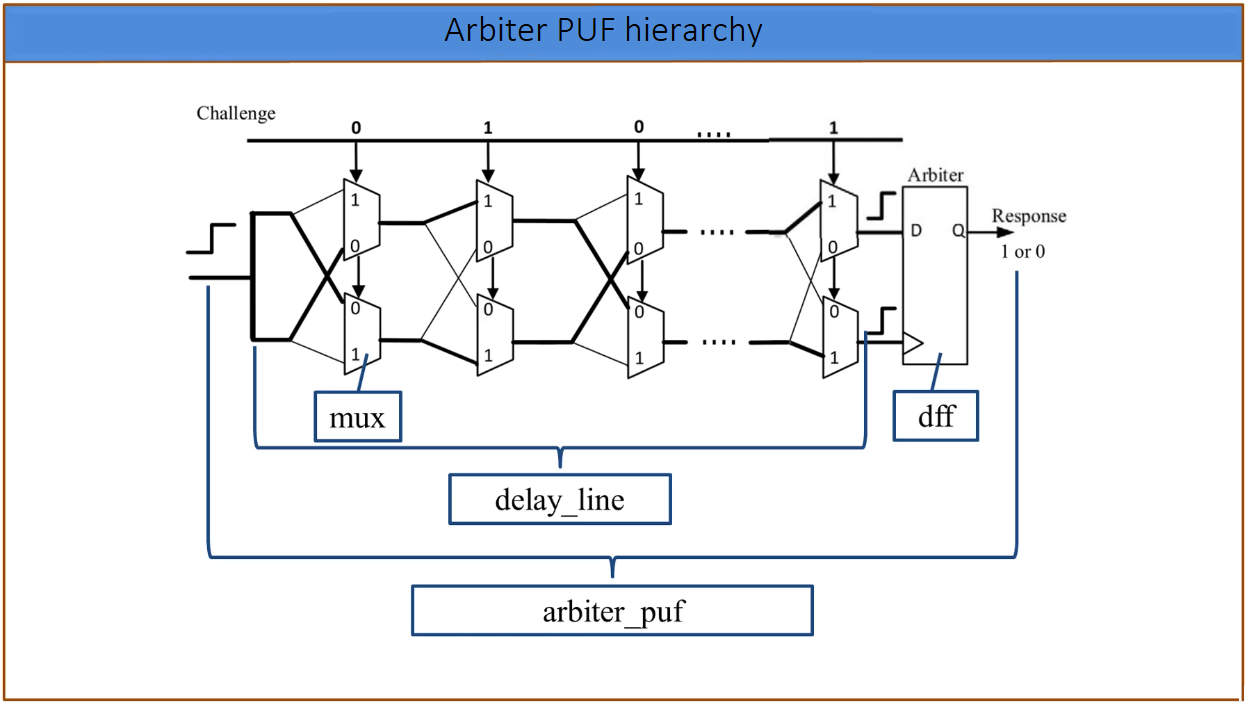 Arbiter PUF hierarchy
Challenge
0 1 0 .... 1
Arbiter
1 1 1 1
Response
D Q
0 0 0 0
1 or 0
0 0 0 0
1 1 1 1
mux
dff
delay_line
arbiter_puf